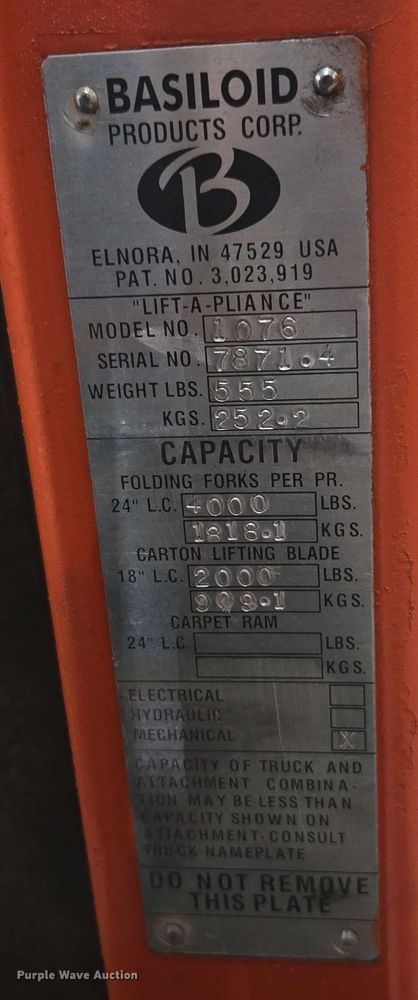 BASILOID
PRODUCTS CORP.
B
ELNORA, IN 47529 USA
PAT. NO. 3,023,919
"LIFT-A-PLIANCE"
MODEL NO. 1076
SERIAL NO. 7871.4
WEIGHT LBS. 555
KGS. 252.2
CAPACITY
FOLDING FORKS PER PR.
24" L.C. 4000 LBS.
1818.1 KGS.
CARTON LIFTING BLADE
18" L.C. 2000 LBS.
909.1 KGS.
CARPET RAM
24" L.C. LBS.
KGS.
ELECTRICAL
HYDRAULIC
MECHANICAL X
CAPACITY OF TRUCK AND
ATTACHMENT COMBINA-
TION MAY BE LESS THAN
CAPACITY SHOWN ON
ATTACHMENT-CONSULT
TRUCK NAMEPLATE
DO NOT REMOVE
THIS PLATE
Purple Wave Auction